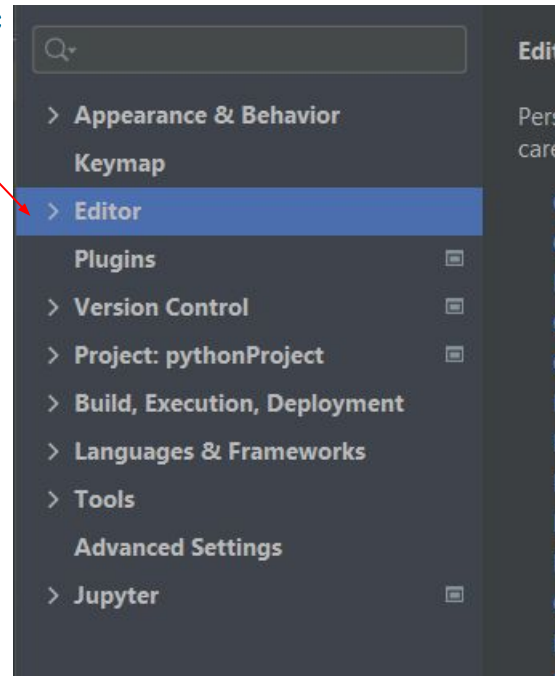 Appearance & Behavior
Keymap
Editor
Plugins
Version Control
Project: pythonProject
Build, Execution, Deployment
Languages & Frameworks
Tools
Advanced Settings
Jupyter